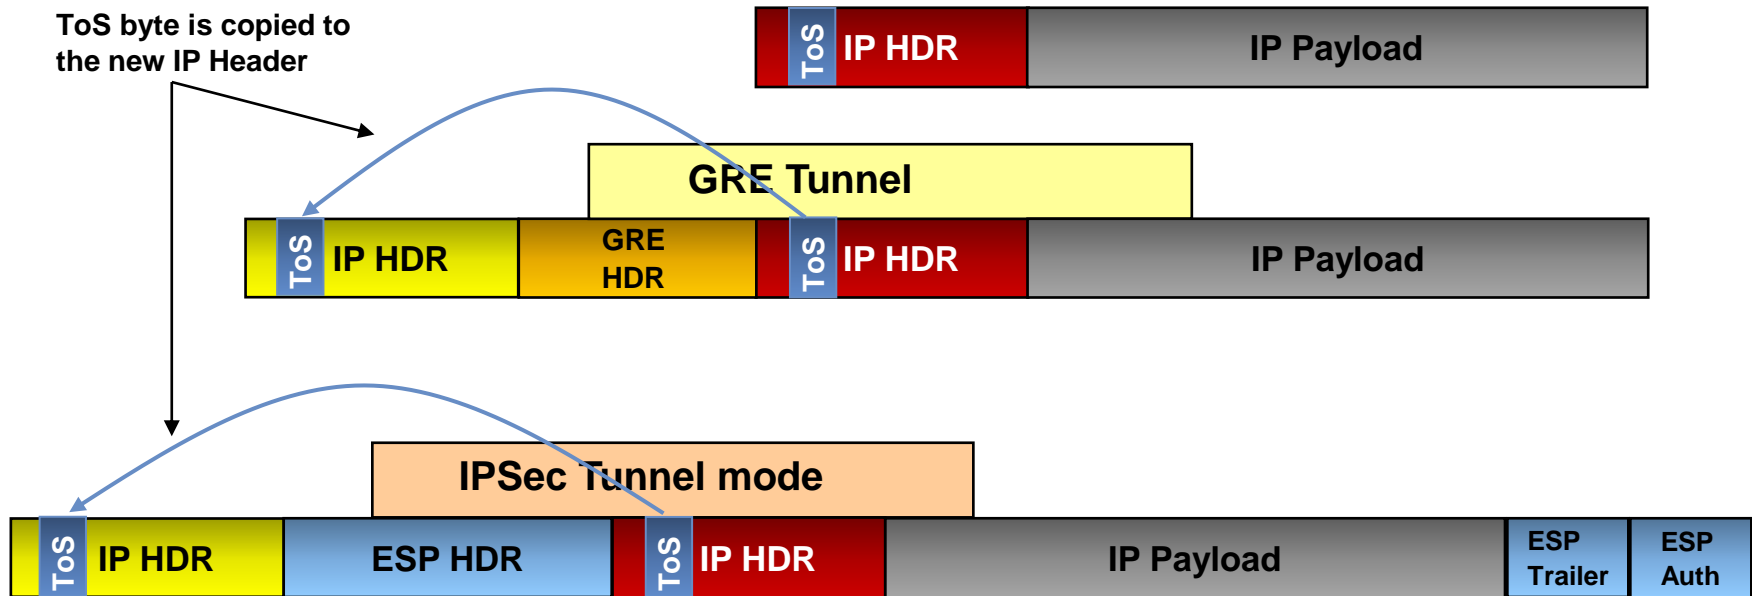 ToS byte is copied to
the new IP Header
ToS IP HDR IP Payload
GRE Tunnel
ToS IP HDR GRE HDR ToS IP HDR IP Payload
IPSec Tunnel mode
ToS IP HDR ESP HDR ToS IP HDR IP Payload ESP Trailer ESP Auth